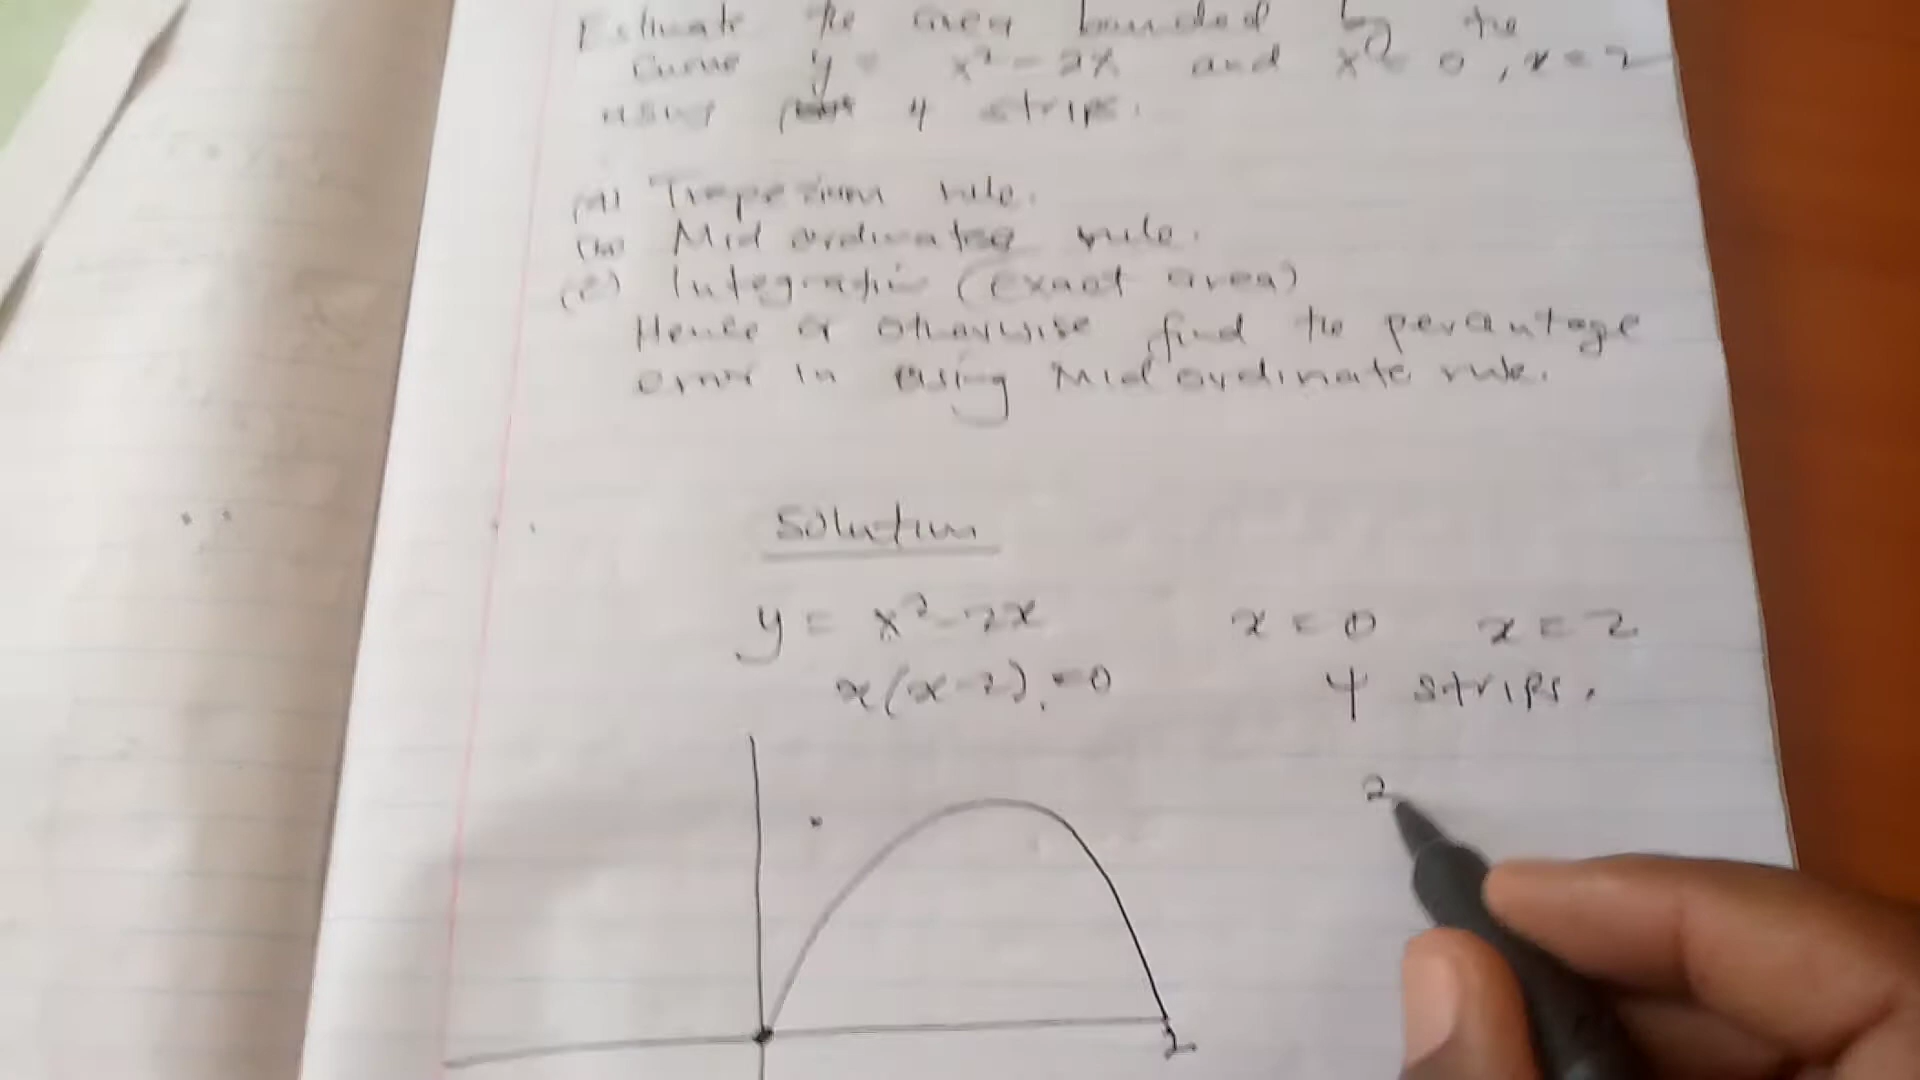 Estimate the area bounded by the
curve y = x² - 2x and x = 0, x = 2
using 4 strips.
(a) Trapezium rule.
(b) Mid ordinates rule.
(c) Integration (exact area)
Hence or otherwise find the percentage
error in using Mid ordinate rule.
Solution
y = x² - 2x x = 0 x = 2
x(x-2) = 0 4 strips.
2
2